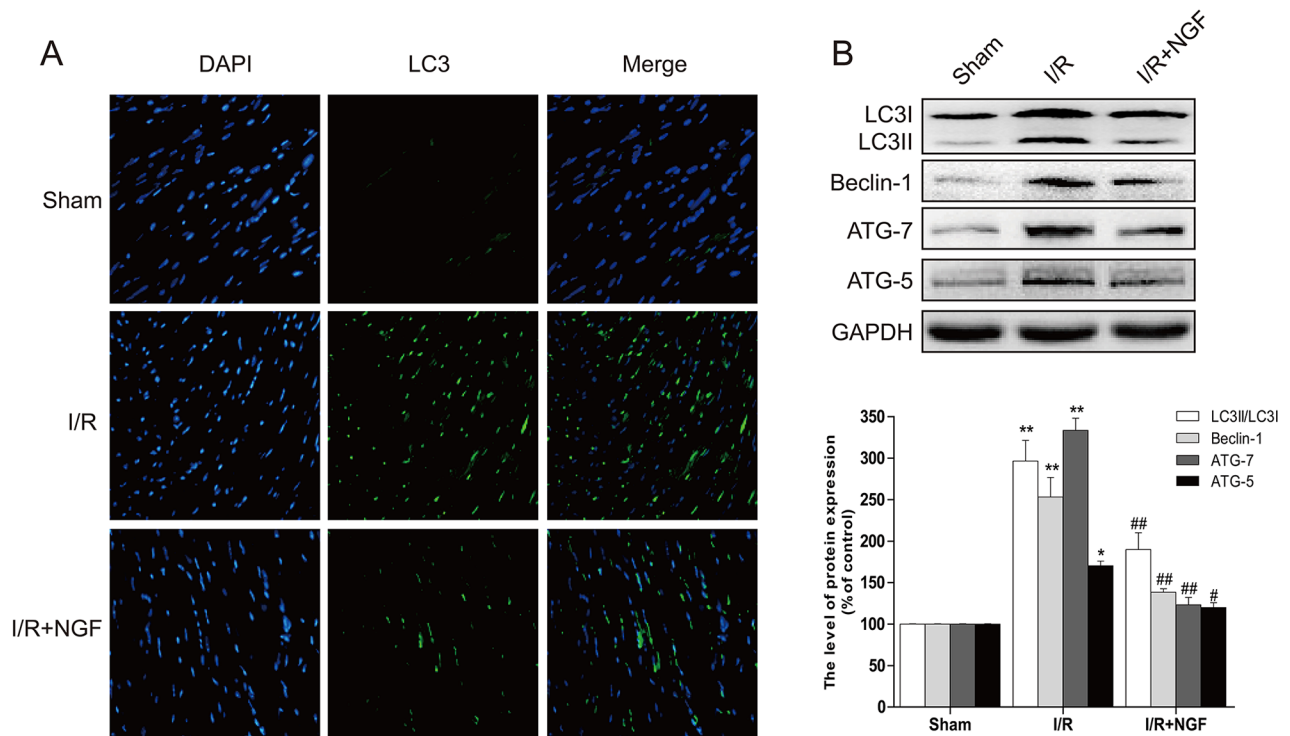 A
DAPI LC3 Merge
Sham
I/R
I/R+NGF
B
Sham I/R I/R+NGF
LC3I
LC3II
Beclin-1
ATG-7
ATG-5
GAPDH
The level of protein expression
(% of control)
350
300
250
200
150
100
50
0
** ** ** *
## ## ## #
LC3II/LC3I
Beclin-1
ATG-7
ATG-5
Sham I/R I/R+NGF